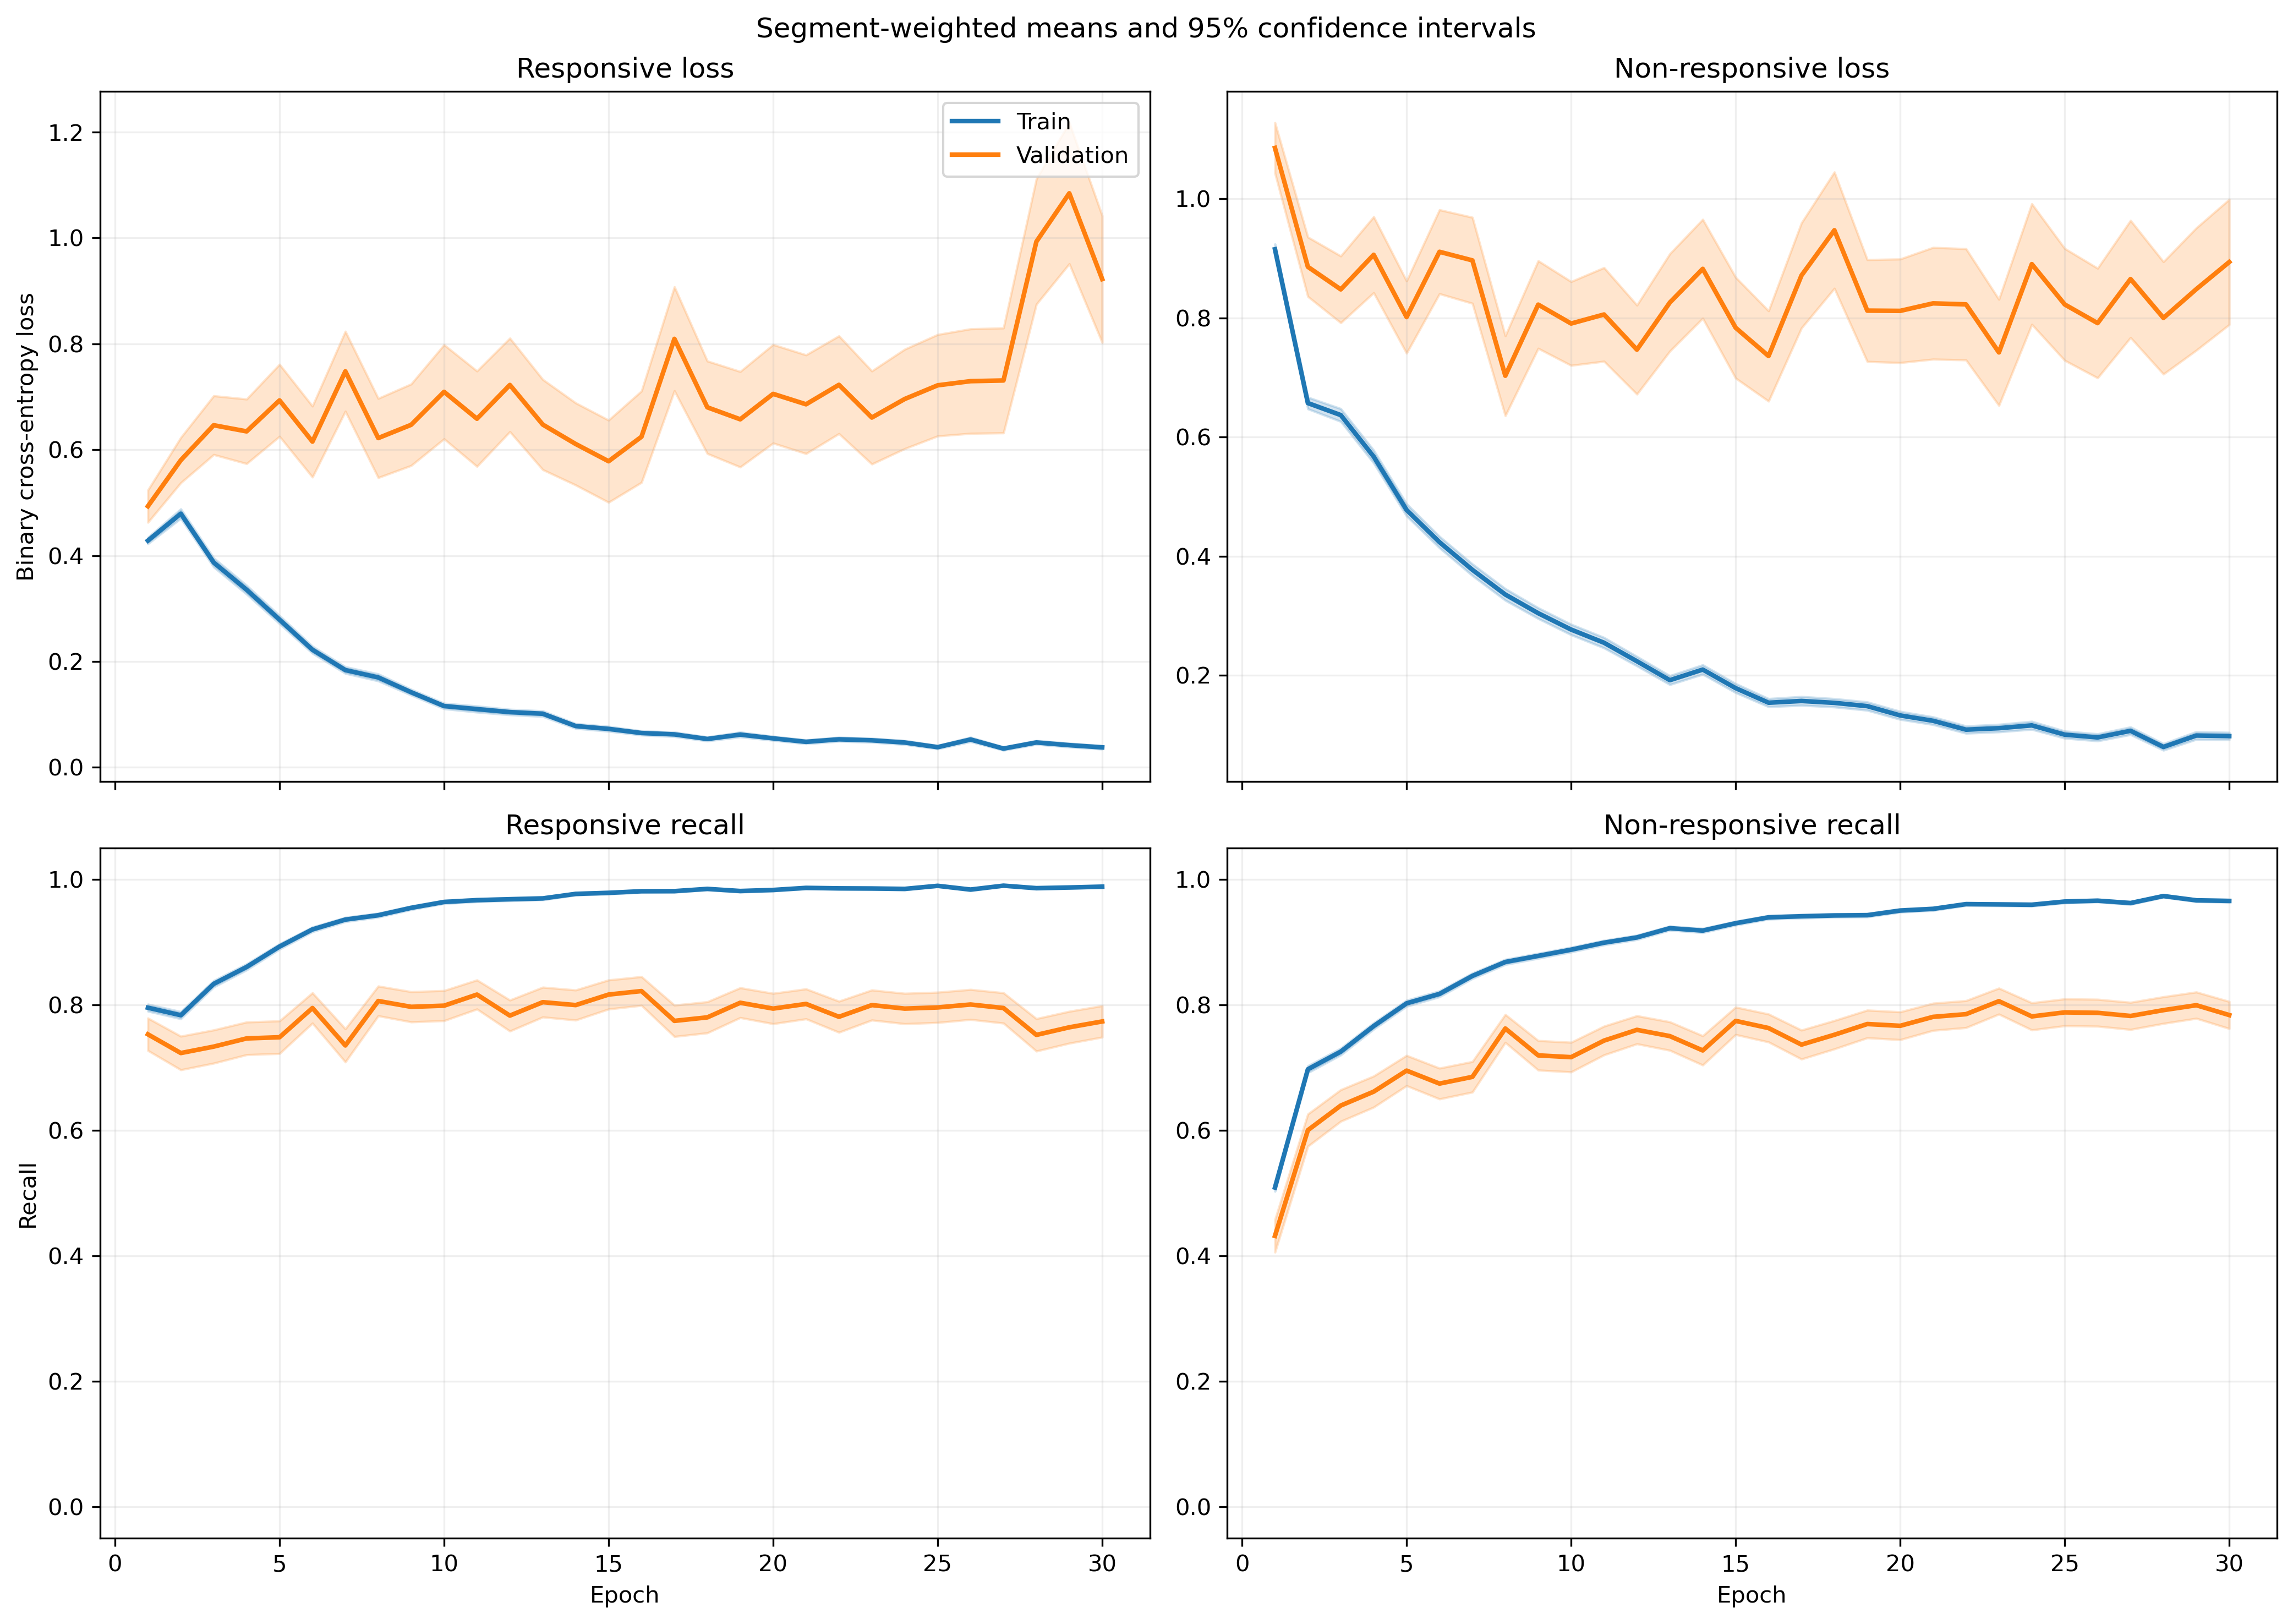 Segment-weighted means and 95% confidence intervals
Responsive loss
Non-responsive loss
Binary cross-entropy loss
1.2
1.0
0.8
0.6
0.4
0.2
0.0
Train
Validation
1.0
0.8
0.6
0.4
0.2
Responsive recall
Non-responsive recall
Recall
1.0
0.8
0.6
0.4
0.2
0.0
0 5 10 15 20 25 30
Epoch
1.0
0.8
0.6
0.4
0.2
0.0
0 5 10 15 20 25 30
Epoch